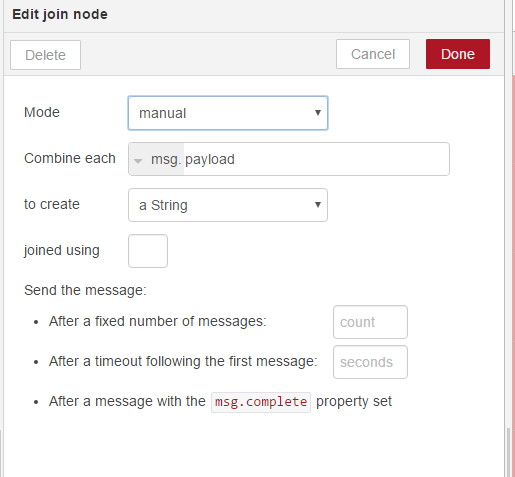 Edit join node
Delete Cancel Done
Mode manual
Combine each msg. payload
to create a String
joined using
Send the message:
• After a fixed number of messages: count
• After a timeout following the first message: seconds
• After a message with the msg.complete property set